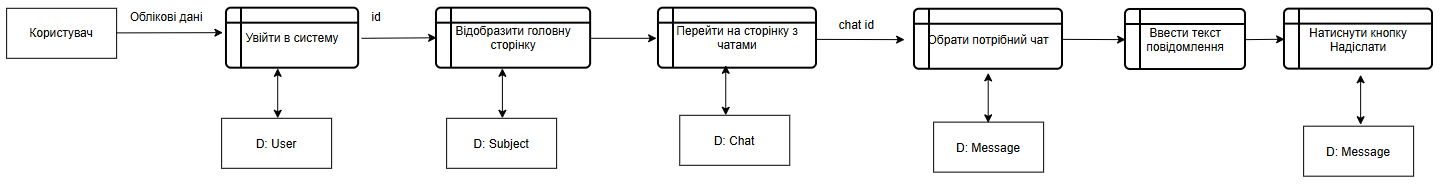 Користувач
Облікові дані
Увійти в систему
id
Відобразити головну
сторінку
Перейти на сторінку з
чатами
chat id
Обрати потрібний чат
Ввести текст
повідомлення
Натиснути кнопку
Надіслати
D: User
D: Subject
D: Chat
D: Message
D: Message